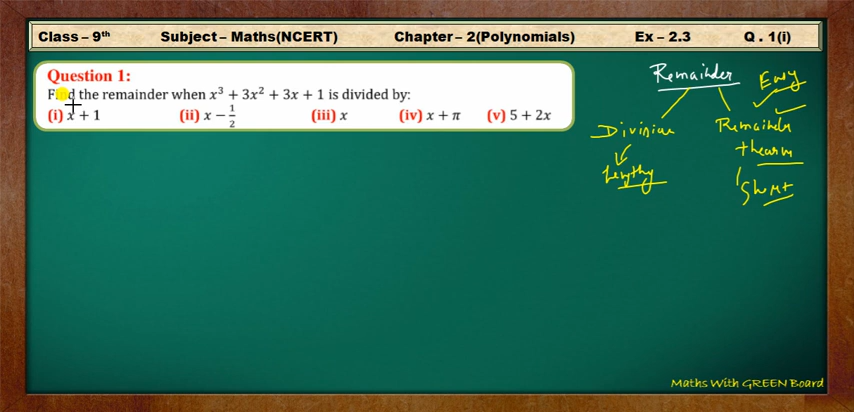 Class – 9th Subject – Maths(NCERT) Chapter – 2(Polynomials) Ex – 2.3 Q . 1(i)
Question 1:
Find the remainder when x³ + 3x² + 3x + 1 is divided by:
(i) x + 1 (ii) x − 1/2 (iii) x (iv) x + π (v) 5 + 2x
Remainder
Easy
Division
Lengthy
Remainder
Short
Maths With GREEN Board